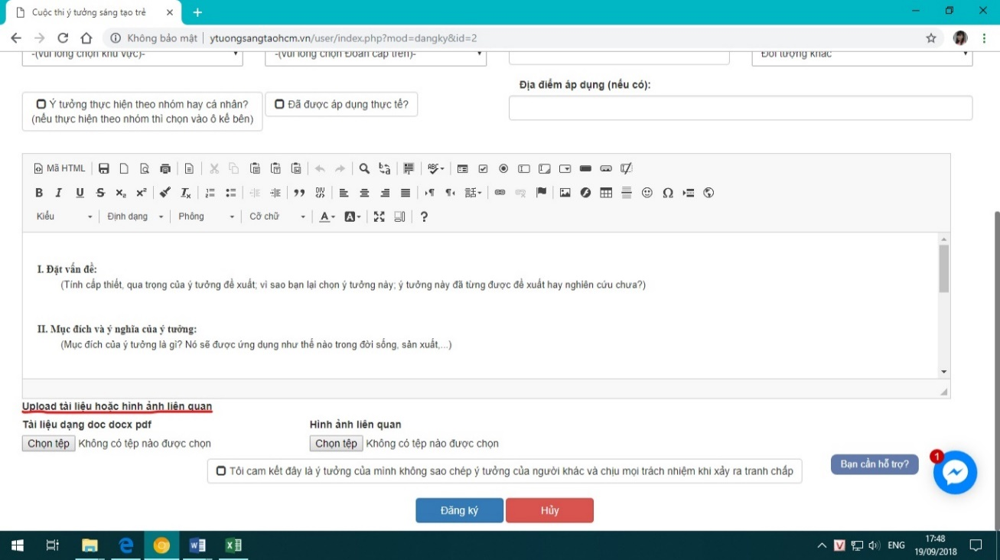 Cuộc thi ý tưởng sáng tạo trẻ
Không bảo mật | ytuongsangtaohcm.vn/user/index.php?mod=dangky&id=2
-(Vui lòng chọn khu vực)- -(Vui lòng chọn Đoàn cấp trên)- Đối tượng khác
Địa điểm áp dụng (nếu có):
Ý tưởng thực hiện theo nhóm hay cá nhân? Đã được áp dụng thực tế?
(nếu thực hiện theo nhóm thì chọn vào ô kế bên)
Mã HTML
Kiểu Định dạng Phông Cỡ chữ
I. Đặt vấn đề:
(Tính cấp thiết, qua trọng của ý tưởng đề xuất; vì sao bạn lại chọn ý tưởng này; ý tưởng này đã từng được đề xuất hay nghiên cứu chưa?)
II. Mục đích và ý nghĩa của ý tưởng:
(Mục đích của ý tưởng là gì? Nó sẽ được ứng dụng như thế nào trong đời sống, sản xuất,...)
Upload tài liệu hoặc hình ảnh liên quan
Tài liệu dạng doc docx pdf Hình ảnh liên quan
Chọn tệp Không có tệp nào được chọn Chọn tệp Không có tệp nào được chọn
Tôi cam kết đây là ý tưởng của mình không sao chép ý tưởng của người khác và chịu mọi trách nhiệm khi xảy ra tranh chấp
Bạn cần hỗ trợ? 1
Đăng ký Hủy
ENG 17:48
19/09/2018